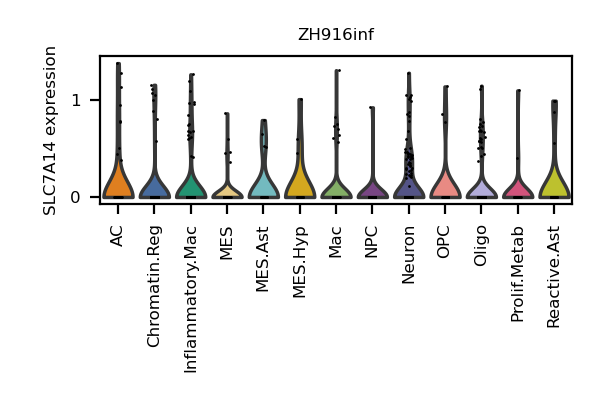 ZH916inf
SLC7A14 expression
1
0
AC
Chromatin.Reg
Inflammatory.Mac
MES
MES.Ast
MES.Hyp
Mac
NPC
Neuron
OPC
Oligo
Prolif.Metab
Reactive.Ast